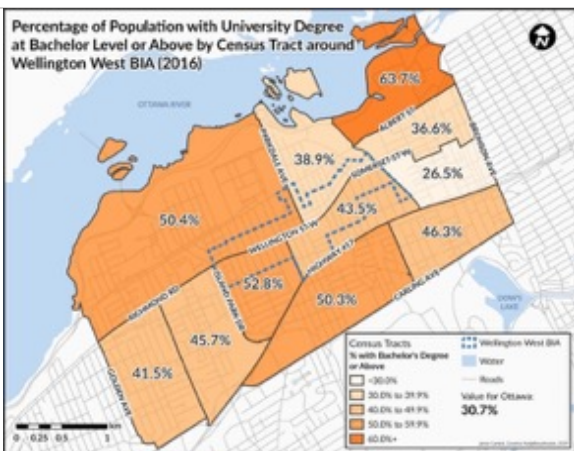 Percentage of Population with University Degree
at Bachelor Level or Above by Census Tract around
Wellington West BIA (2016)
N
OTTAWA RIVER
63.7%
ALBERT ST
36.6%
BRONSON AVE
PARKDALE AVE
38.9%
SOMERSET ST W
26.5%
50.4%
43.5%
WELLINGTON ST W
46.3%
HIGHWAY 417
52.8%
50.3%
CARLING AVE
DOW'S
LAKE
RICHMOND RD
ISLAND PARK DR
45.7%
41.5%
GOLDEN AVE
Census Tracts
% with Bachelor's Degree
or Above
<30.0%
30.0% to 39.9%
40.0% to 49.9%
50.0% to 59.9%
60.0%+
Wellington West BIA
Water
Roads
Value for Ottawa:
30.7%
km
0 0.25 0.5 1